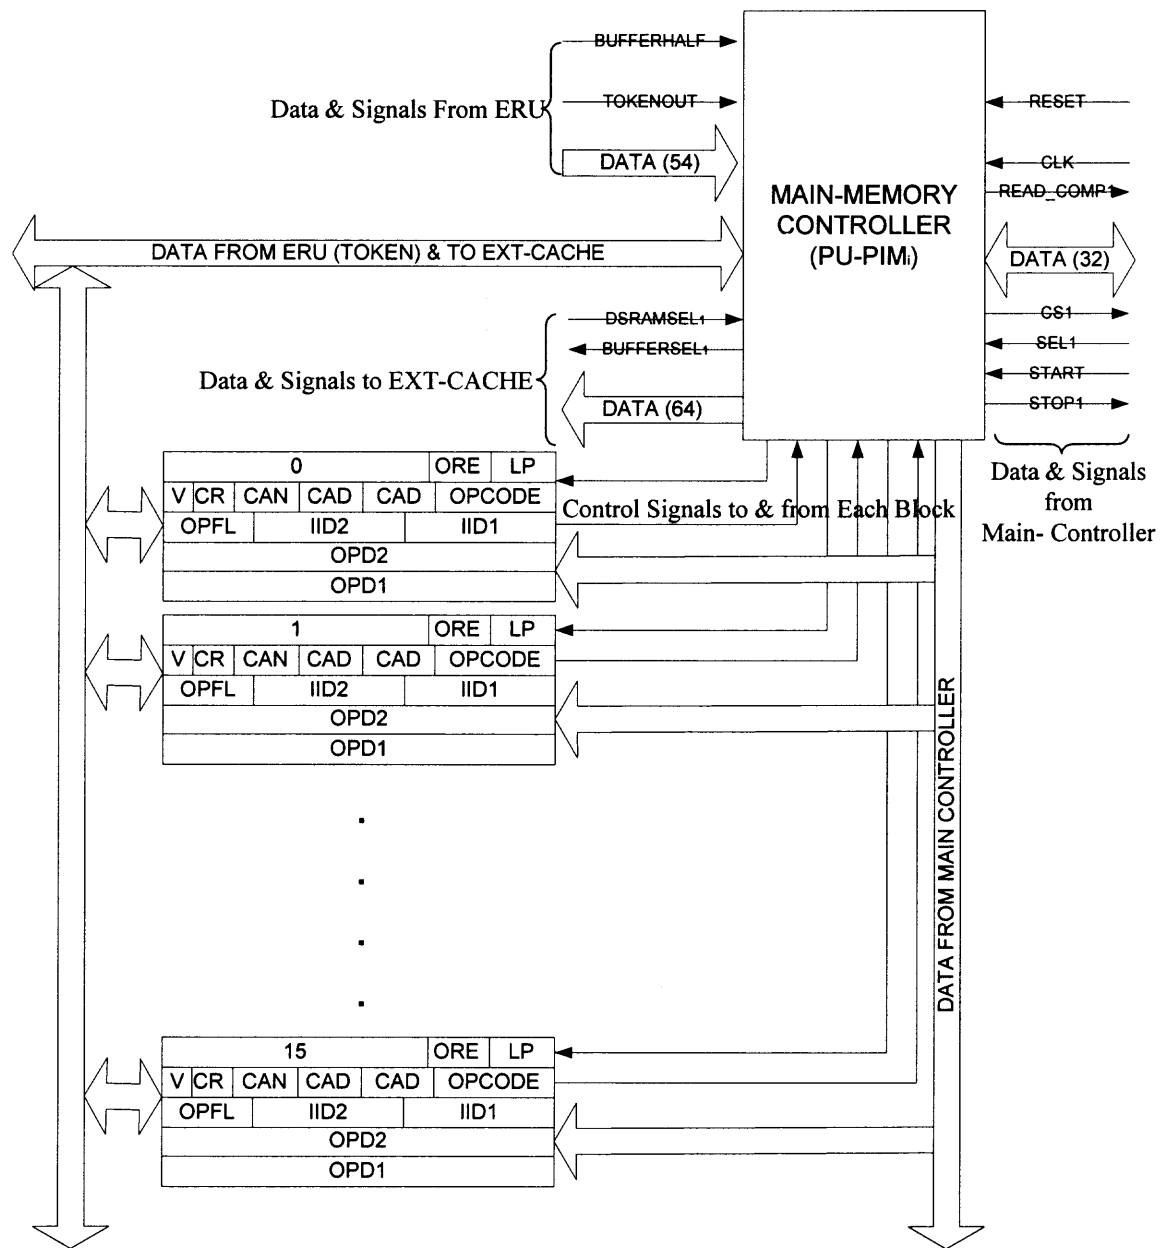 BUFFERHALF
Data & Signals From ERU
TOKENOUT
DATA (54)
RESET
CLK
READ_COMP1
MAIN-MEMORY
CONTROLLER
(PU-PIMi)
DATA FROM ERU (TOKEN) & TO EXT-CACHE
DATA (32)
DSRAMSEL1
BUFFERSEL1
Data & Signals to EXT-CACHE
DATA (64)
CS1
SEL1
START
STOP1
Data & Signals
from
Main- Controller
0 ORE LP
V CR CAN CAD CAD OPCODE
OPFL IID2 IID1
OPD2
OPD1
Control Signals to & from Each Block
1 ORE LP
V CR CAN CAD CAD OPCODE
OPFL IID2 IID1
OPD2
OPD1
DATA FROM MAIN CONTROLLER
15 ORE LP
V CR CAN CAD CAD OPCODE
OPFL IID2 IID1
OPD2
OPD1